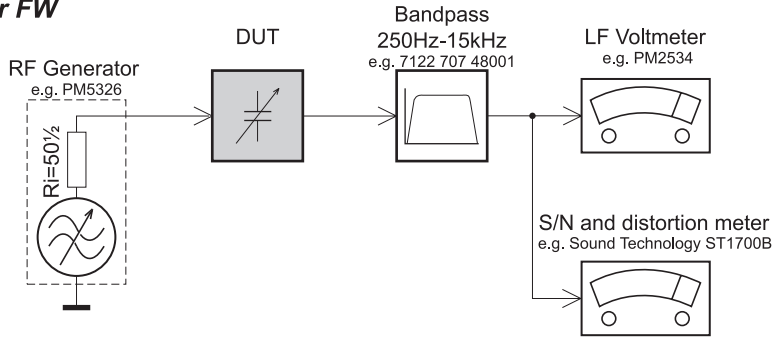 r FW
DUT
Bandpass
250Hz-15kHz
e.g. 7122 707 48001
LF Voltmeter
e.g. PM2534
RF Generator
e.g. PM5326
Ri=50½
S/N and distortion meter
e.g. Sound Technology ST1700B